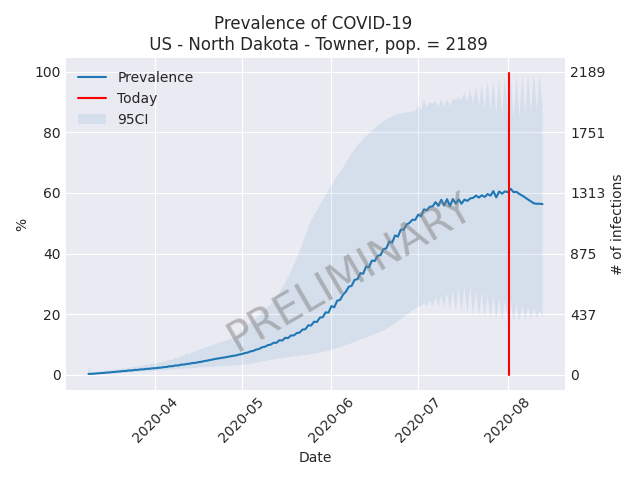 Prevalence of COVID-19
US - North Dakota - Towner, pop. = 2189
Prevalence
Today
95CI
100
80
60
40
20
0
%
2189
1751
1313
875
437
0
# of infections
PRELIMINARY
2020-04
2020-05
2020-06
2020-07
2020-08
Date